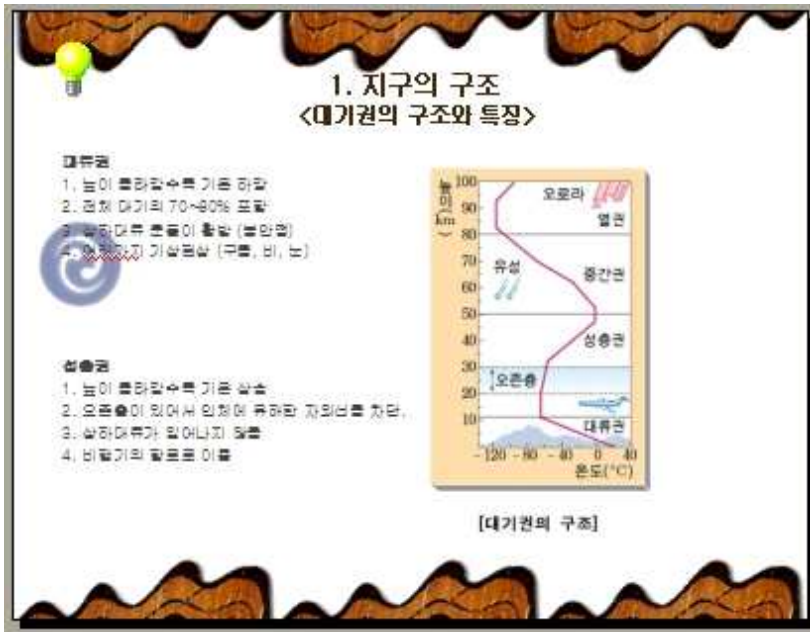 1. 지구의 구조
<대기권의 구조와 특징>
대류권
1. 높이 올라갈수록 기온 하강
2. 전체 대기의 70~80% 포함
3. 상하대류 운동이 활발 (불안정)
4. 여러가지 기상현상 (구름, 비, 눈)
성층권
1. 높이 올라갈수록 기온 상승
2. 오존층이 있어서 인체에 유해한 자외선을 차단.
3. 상하대류가 일어나지 않음
4. 비행기의 항로로 이용
높이(km)
100
90
80
70
60
50
40
30
20
10
오로라
열권
유성
중간권
성층권
오존층
대류권
-120 -80 -40 0 40
온도(°C)
[대기권의 구조]